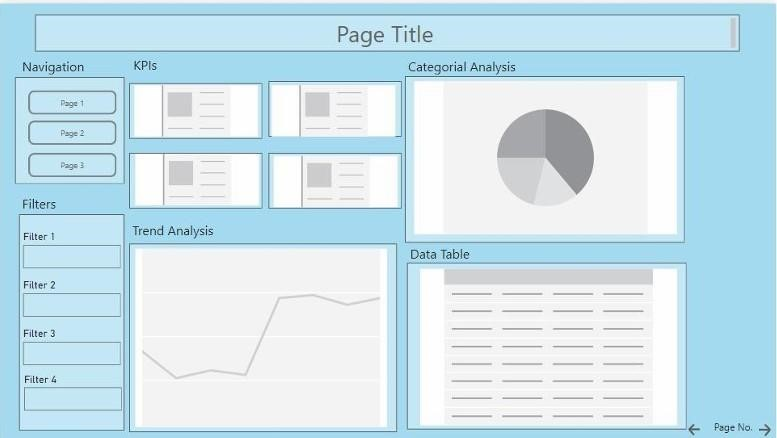 Page Title
Navigation
Page 1
Page 2
Page 3
KPIs
Categorial Analysis
Filters
Filter 1
Filter 2
Filter 3
Filter 4
Trend Analysis
Data Table
Page No.